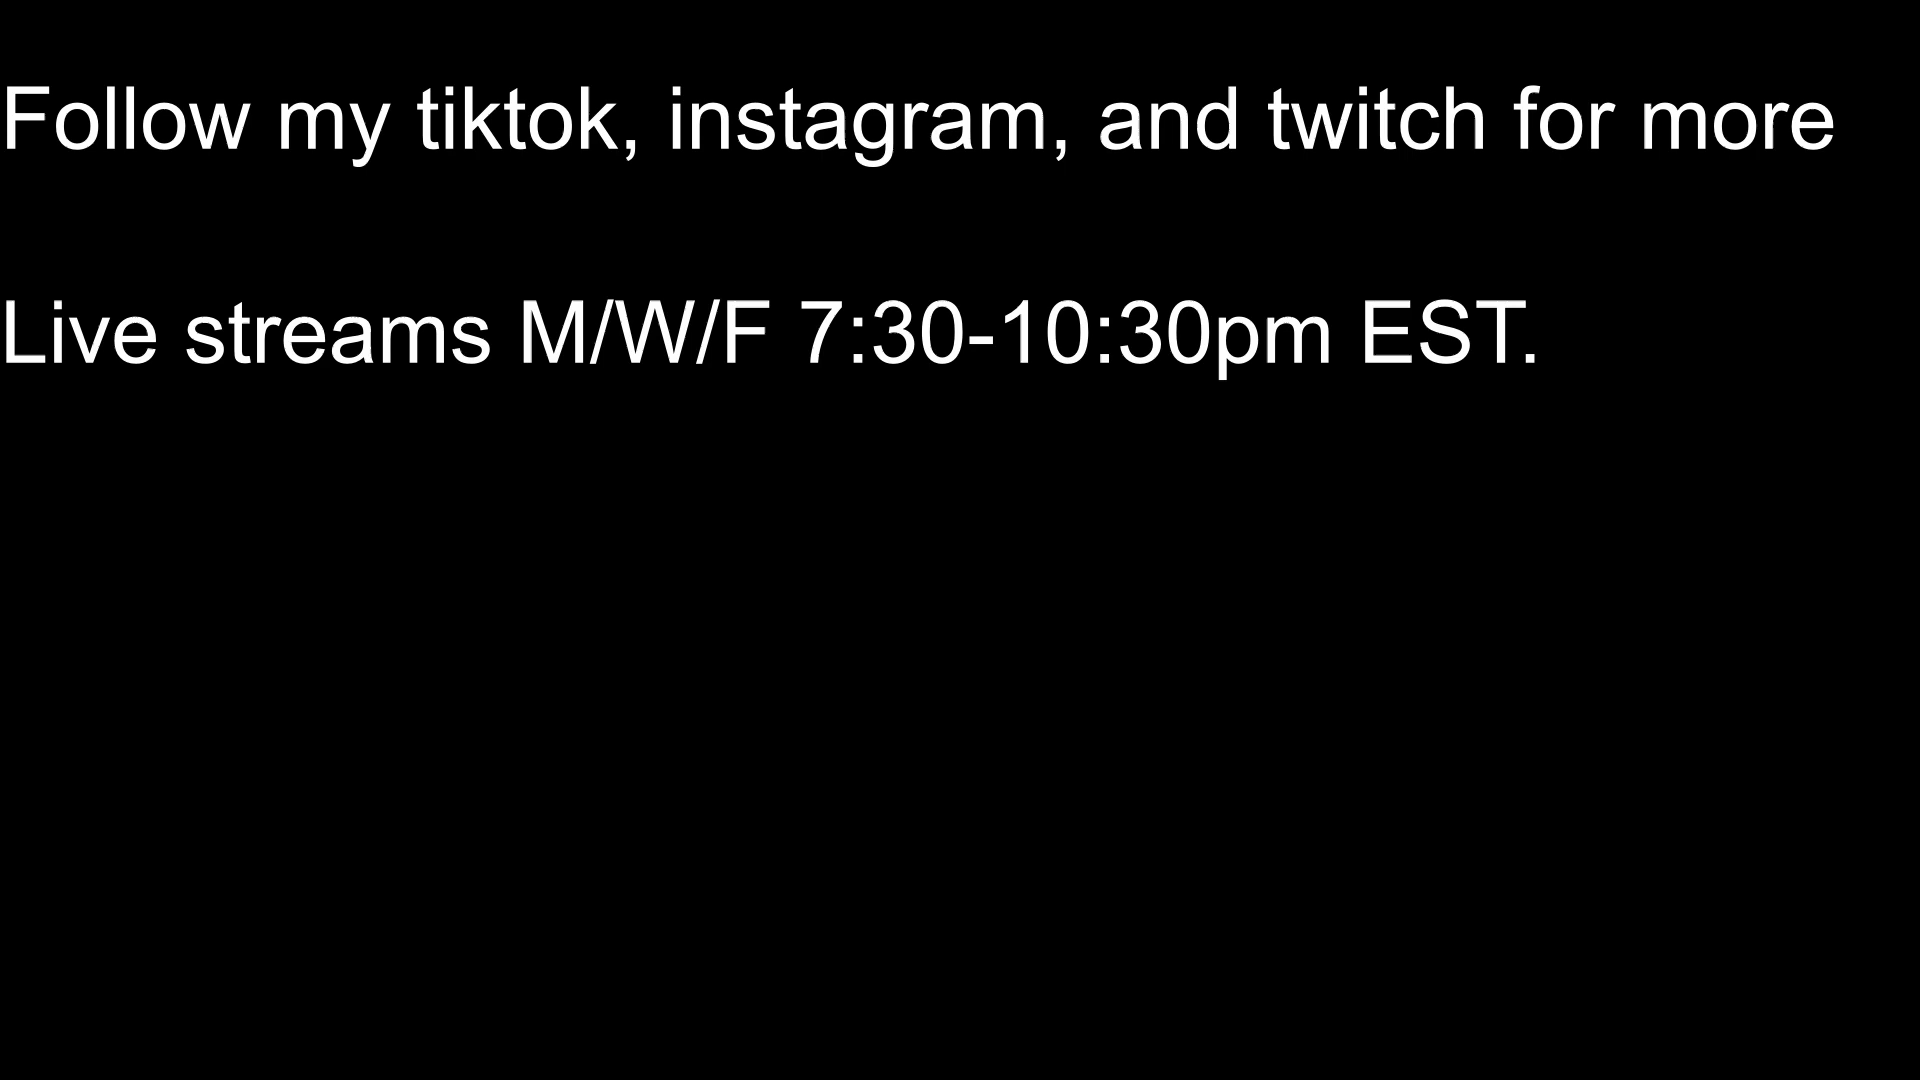 Follow my tiktok, instagram, and twitch for more
Live streams M/W/F 7:30-10:30pm EST.